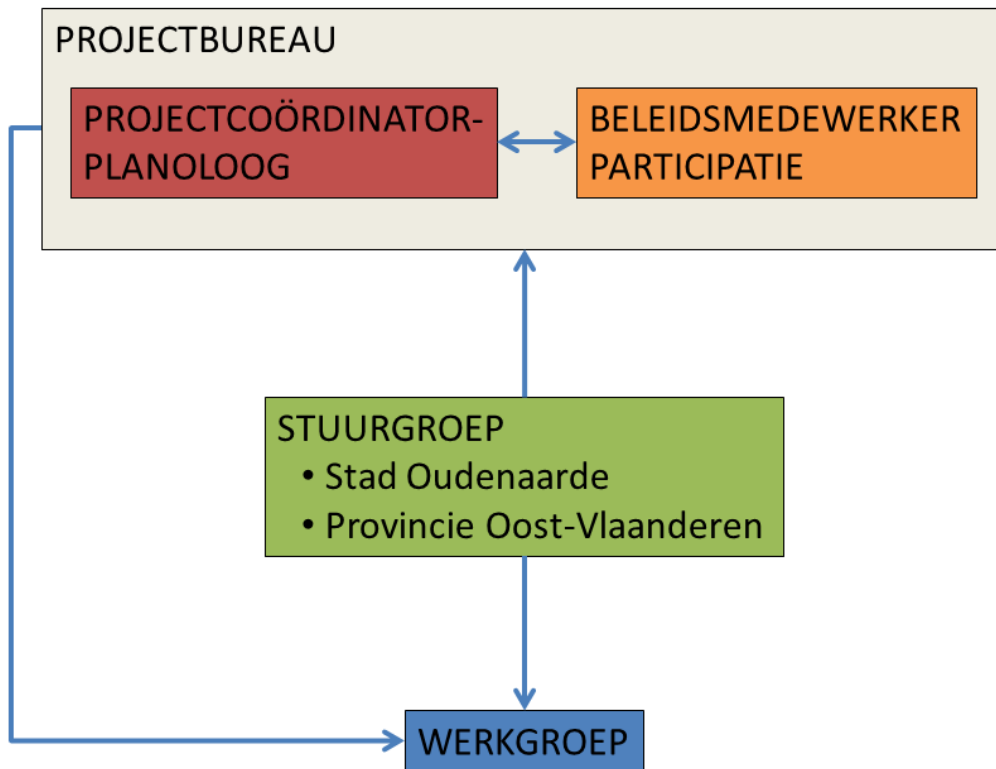 PROJECTBUREAU
PROJECTCOÖRDINATOR-
PLANOLOOG
BELEIDSMEDEWERKER
PARTICIPATIE
STUURGROEP
• Stad Oudenaarde
• Provincie Oost-Vlaanderen
WERKGROEP